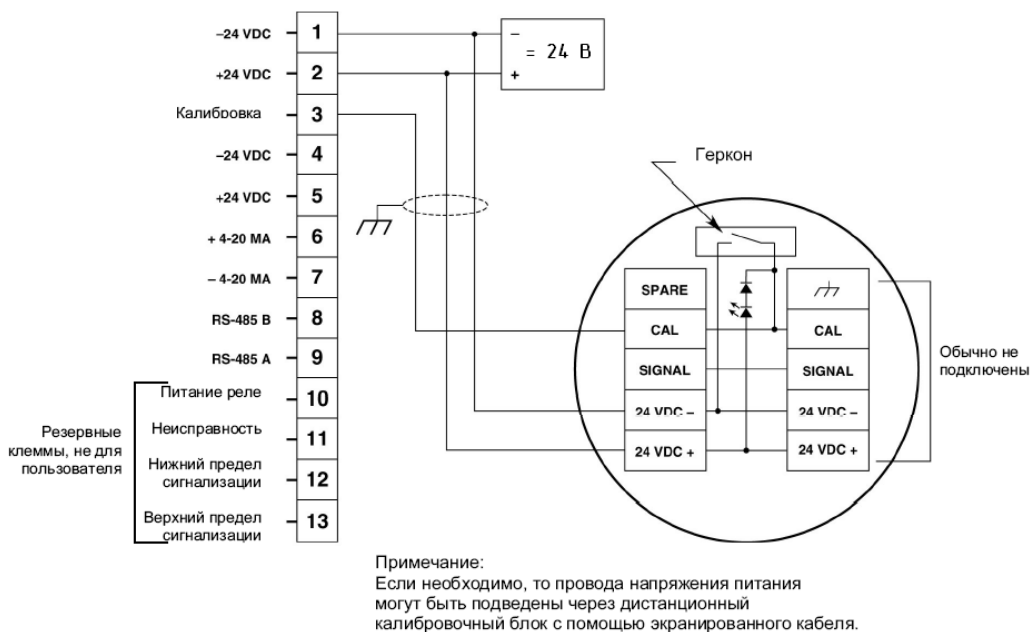 –24 VDC – 1
+24 VDC – 2
Калибровка – 3
–24 VDC – 4
+24 VDC – 5
+ 4-20 MA – 6
– 4-20 MA – 7
RS-485 B – 8
RS-485 A – 9
Питание реле – 10
Неисправность – 11
Нижний предел
сигнализации – 12
Верхний предел
сигнализации – 13
Резервные
клеммы, не для
пользователя
–
= 24 В
+
Геркон
SPARE
CAL
CAL
SIGNAL
SIGNAL
24 VDC –
24 VDC –
24 VDC +
24 VDC +
Обычно не
подключены
Примечание:
Если необходимо, то провода напряжения питания
могут быть подведены через дистанционный
калибровочный блок с помощью экранированного кабеля.